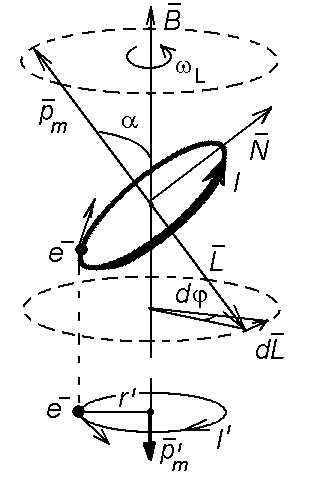 B̄
ω_L
p̄_m
α
N̄
I
e⁻
L̄
dφ
dL̄
e⁻
r'
I'
p̄'_m